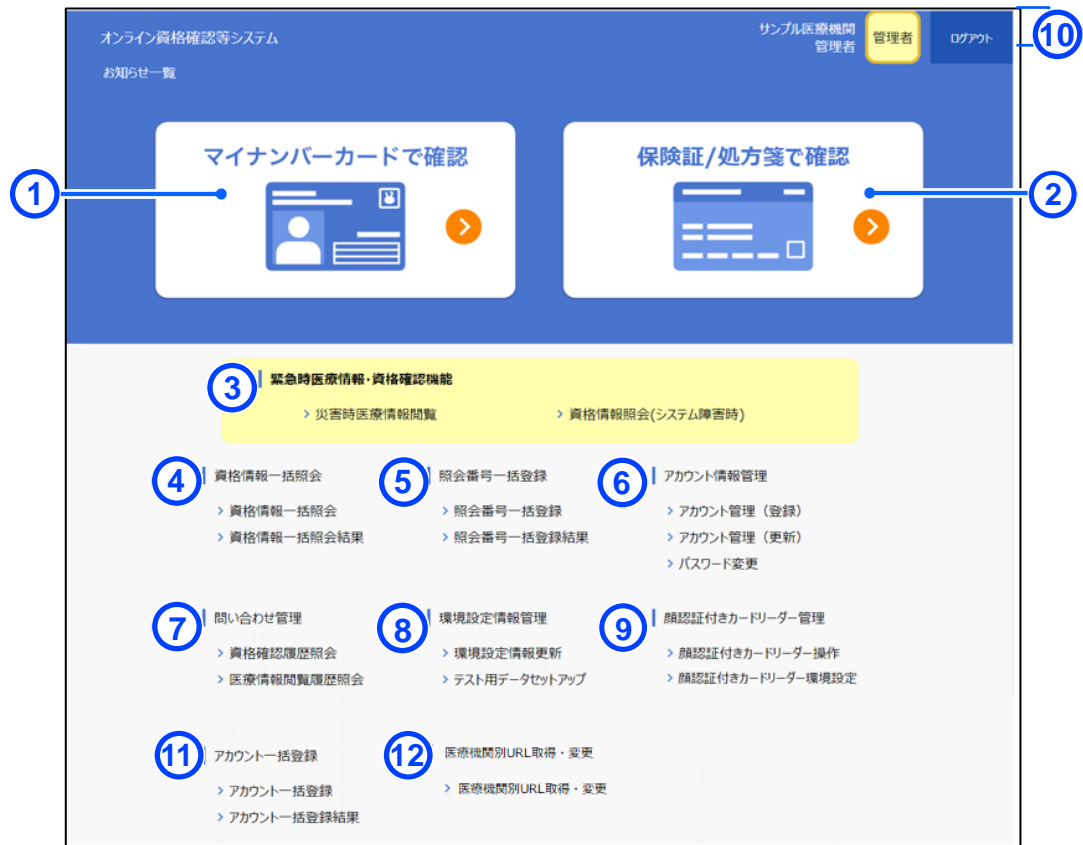 オンライン資格確認等システム
サンプル医療機関
管理者
管理者
ログアウト
⑩
お知らせ一覧
マイナンバーカードで確認
保険証/処方箋で確認
①
②
③
緊急時医療情報・資格確認機能
災害時医療情報閲覧
資格情報照会(システム障害時)
④
資格情報一括照会
資格情報一括照会
資格情報一括照会結果
⑤
照会番号一括登録
照会番号一括登録
照会番号一括登録結果
⑥
アカウント情報管理
アカウント管理（登録）
アカウント管理（更新）
パスワード変更
⑦
問い合わせ管理
資格確認履歴照会
医療情報閲覧履歴照会
⑧
環境設定情報管理
環境設定情報更新
テスト用データセットアップ
⑨
顔認証付きカードリーダー管理
顔認証付きカードリーダー操作
顔認証付きカードリーダー環境設定
⑪
アカウント一括登録
アカウント一括登録
アカウント一括登録結果
⑫
医療機関別URL取得・変更
医療機関別URL取得・変更